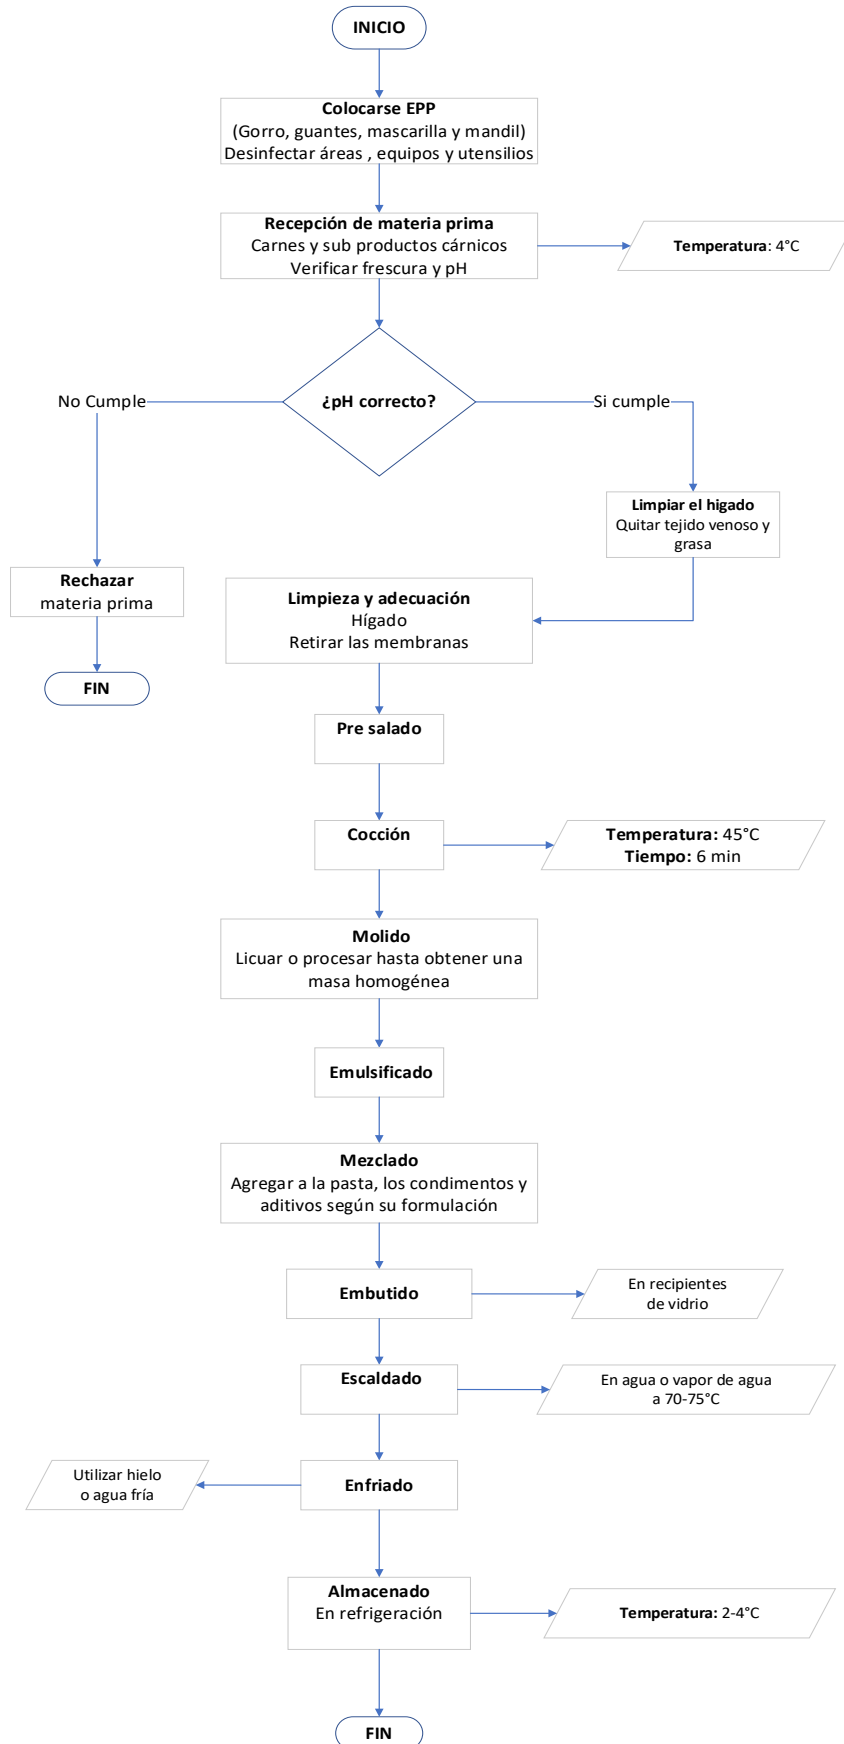 INICIO
Colocarse EPP
(Gorro, guantes, mascarilla y mandil)
Desinfectar áreas , equipos y utensilios
Recepción de materia prima
Carnes y sub productos cárnicos
Verificar frescura y pH
Temperatura: 4°C
¿pH correcto?
No Cumple
Si cumple
Limpiar el higado
Quitar tejido venoso y
grasa
Rechazar
materia prima
FIN
Limpieza y adecuación
Hígado
Retirar las membranas
Pre salado
Cocción
Temperatura: 45°C
Tiempo: 6 min
Molido
Licuar o procesar hasta obtener una
masa homogénea
Emulsificado
Mezclado
Agregar a la pasta, los condimentos y
aditivos según su formulación
Embutido
En recipientes
de vidrio
Escaldado
En agua o vapor de agua
a 70-75°C
Utilizar hielo
o agua fría
Enfriado
Almacenado
En refrigeración
Temperatura: 2-4°C
FIN